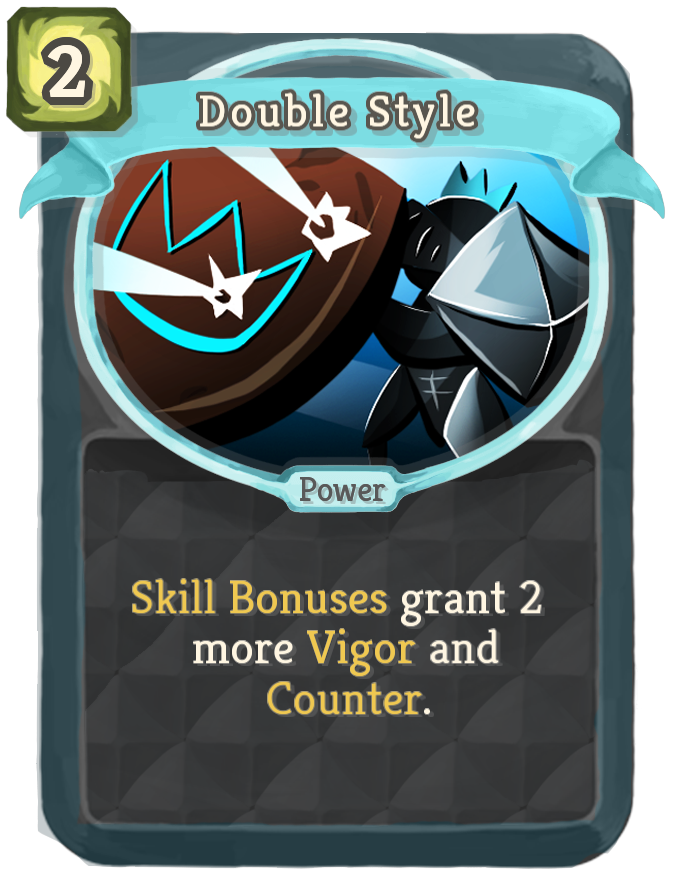 2
Double Style
Power
Skill Bonuses grant 2
more Vigor and
Counter.